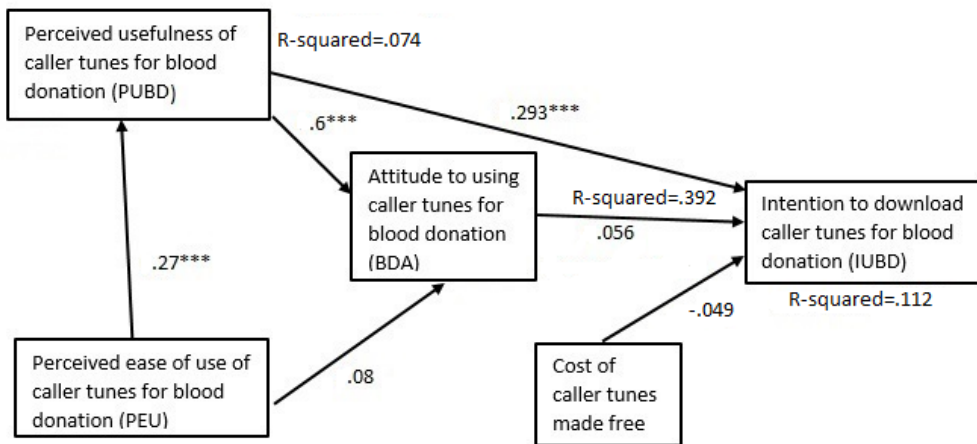 Perceived usefulness of
caller tunes for blood
donation (PUBD)
R-squared=.074
.293***
.6***
Attitude to using
caller tunes for
blood donation
(BDA)
R-squared=.392
.056
Intention to download
caller tunes for blood
donation (IUBD)
R-squared=.112
.27***
-.049
Perceived ease of use of
caller tunes for blood
donation (PEU)
.08
Cost of
caller tunes
made free